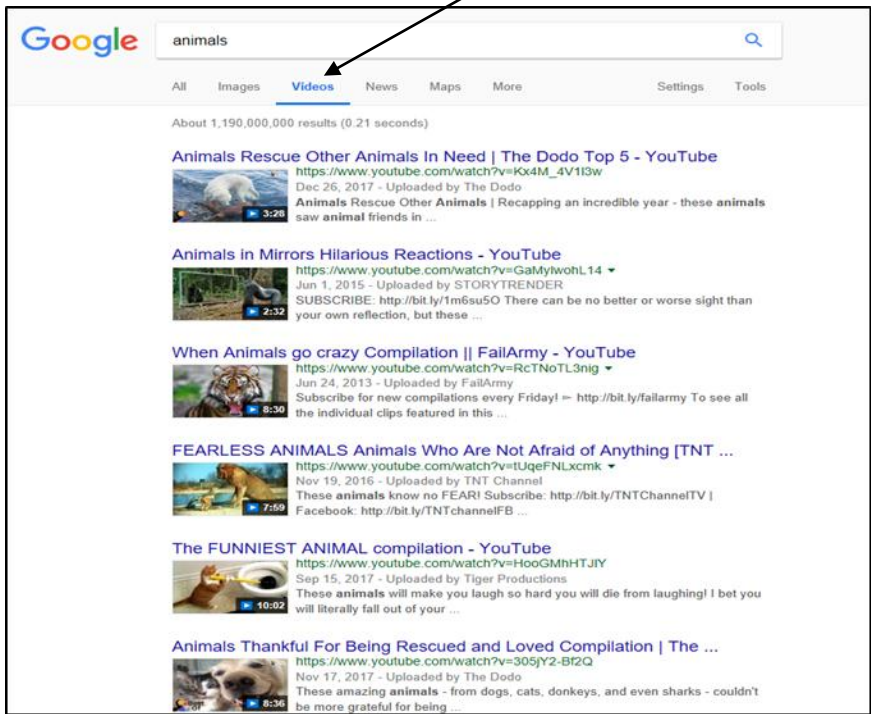 Google
animals
All Images Videos News Maps More Settings Tools
About 1,190,000,000 results (0.21 seconds)
Animals Rescue Other Animals In Need | The Dodo Top 5 - YouTube
https://www.youtube.com/watch?v=Kx4M_4V1I3w
Dec 26, 2017 - Uploaded by The Dodo
Animals Rescue Other Animals | Recapping an incredible year - these animals
3:28
saw animal friends in ...
Animals in Mirrors Hilarious Reactions - YouTube
https://www.youtube.com/watch?v=GaMylwohL14
Jun 1, 2015 - Uploaded by STORYTRENDER
SUBSCRIBE: http://bit.ly/1m6su5O There can be no better or worse sight than
2:32
your own reflection, but these ...
When Animals go crazy Compilation || FailArmy - YouTube
https://www.youtube.com/watch?v=RcTNoTL3nig
Jun 24, 2013 - Uploaded by FailArmy
Subscribe for new compilations every Friday! ► http://bit.ly/failarmy To see all
8:30
the individual clips featured in this ...
FEARLESS ANIMALS Animals Who Are Not Afraid of Anything [TNT ...
https://www.youtube.com/watch?v=tUqeFNLxcmk
Nov 19, 2016 - Uploaded by TNT Channel
These animals know no FEAR! Subscribe: http://bit.ly/TNTChannelTV |
7:59
Facebook: http://bit.ly/TNTchannelFB ...
The FUNNIEST ANIMAL compilation - YouTube
https://www.youtube.com/watch?v=HooGMhHTJIY
Sep 15, 2017 - Uploaded by Tiger Productions
These animals will make you laugh so hard you will die from laughing! I bet you
10:02
will literally fall out of your ...
Animals Thankful For Being Rescued and Loved Compilation | The ...
https://www.youtube.com/watch?v=305jY2-Bf2Q
Nov 17, 2017 - Uploaded by The Dodo
These amazing animals - from dogs, cats, donkeys, and even sharks - couldn't
8:36
be more grateful for being ...